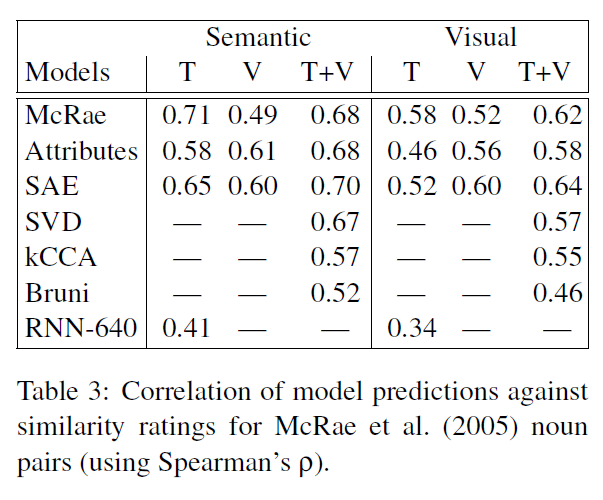 Semantic Visual
Models T V T+V T V T+V
McRae 0.71 0.49 0.68 0.58 0.52 0.62
Attributes 0.58 0.61 0.68 0.46 0.56 0.58
SAE 0.65 0.60 0.70 0.52 0.60 0.64
SVD — — 0.67 — — 0.57
kCCA — — 0.57 — — 0.55
Bruni — — 0.52 — — 0.46
RNN-640 0.41 — — 0.34 — —
Table 3: Correlation of model predictions against
similarity ratings for McRae et al. (2005) noun
pairs (using Spearman's ρ).